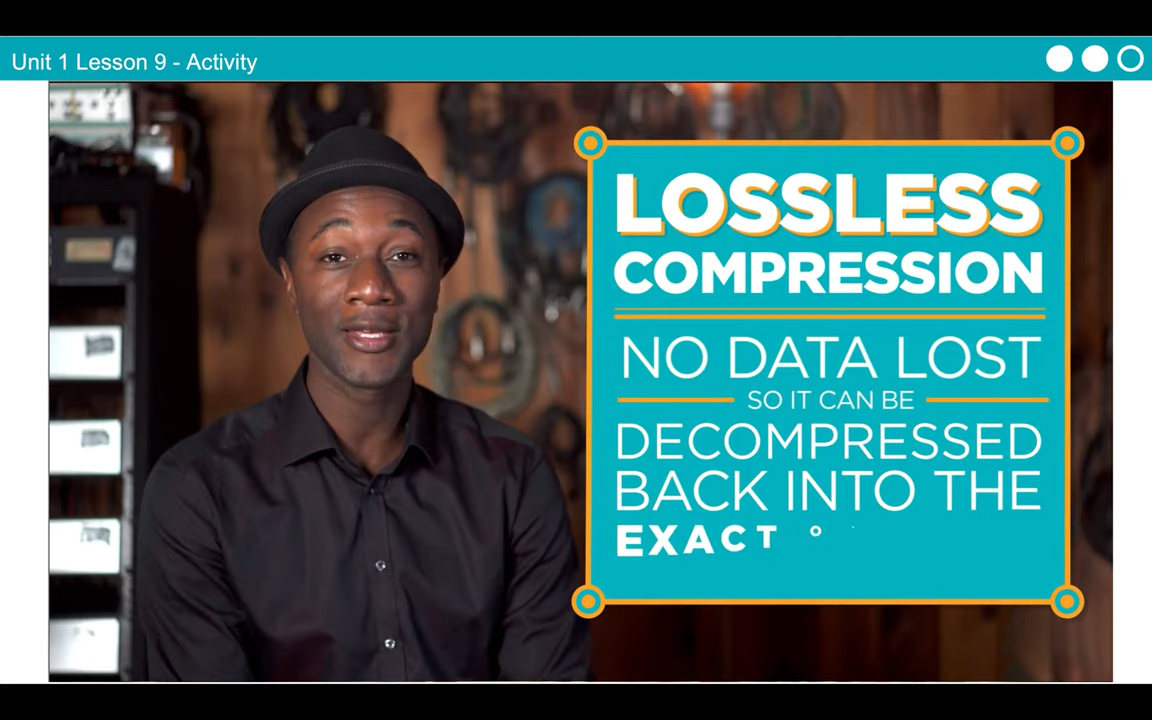 Unit 1 Lesson 9 - Activity
LOSSLESS
COMPRESSION
NO DATA LOST
SO IT CAN BE
DECOMPRESSED
BACK INTO THE
EXACT O